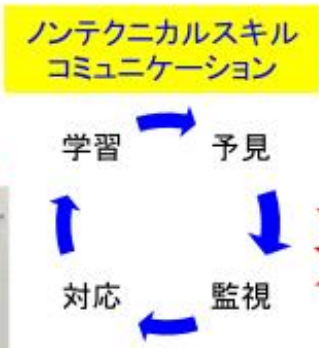 ノンテクニカルスキル
コミュニケーション
学習 予見
対応 監視